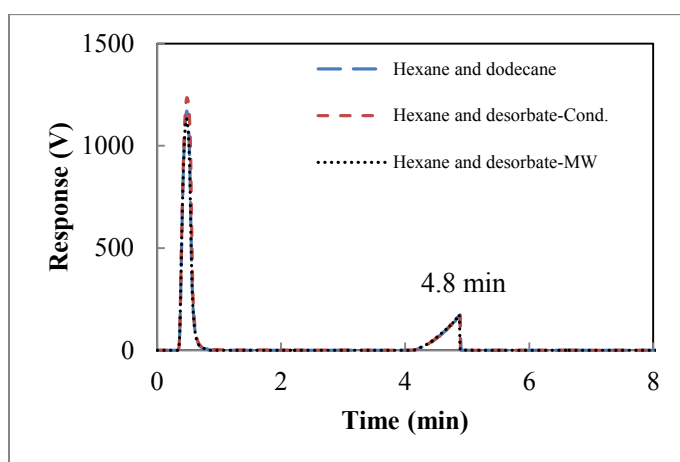 1500
1000
500
0
Response (V)
Hexane and dodecane
Hexane and desorbate-Cond.
Hexane and desorbate-MW
4.8 min
0 2 4 6 8
Time (min)